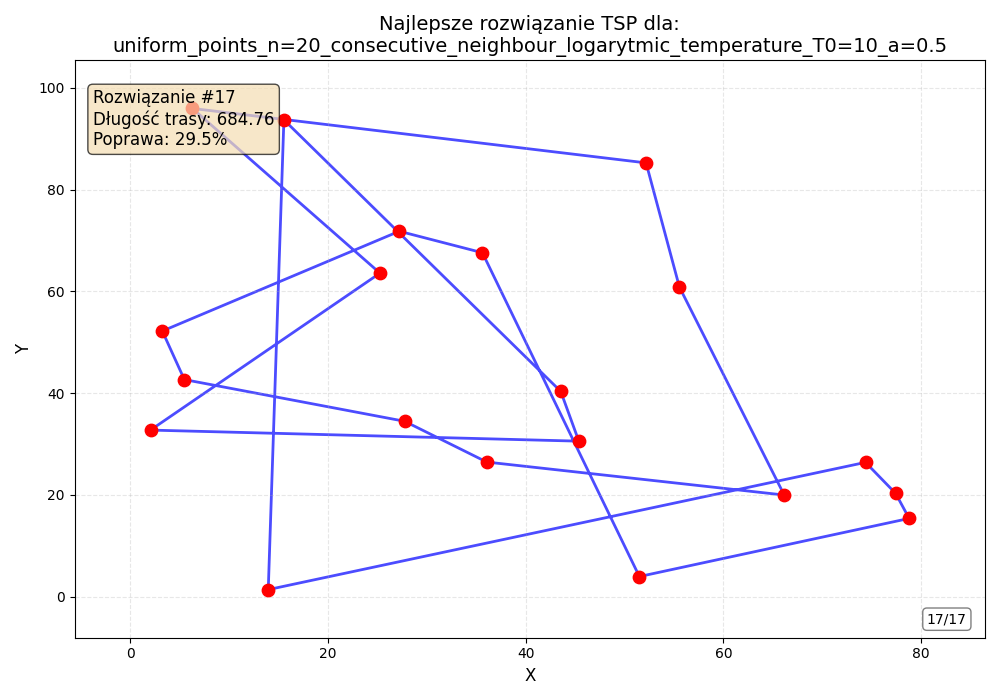 Najlepsze rozwiązanie TSP dla:
uniform_points_n=20_consecutive_neighbour_logarytmic_temperature_T0=10_a=0.5
Rozwiązanie #17
Długość trasy: 684.76
Poprawa: 29.5%
100
80
60
40
20
0
Y
0
20
40
60
80
X
17/17